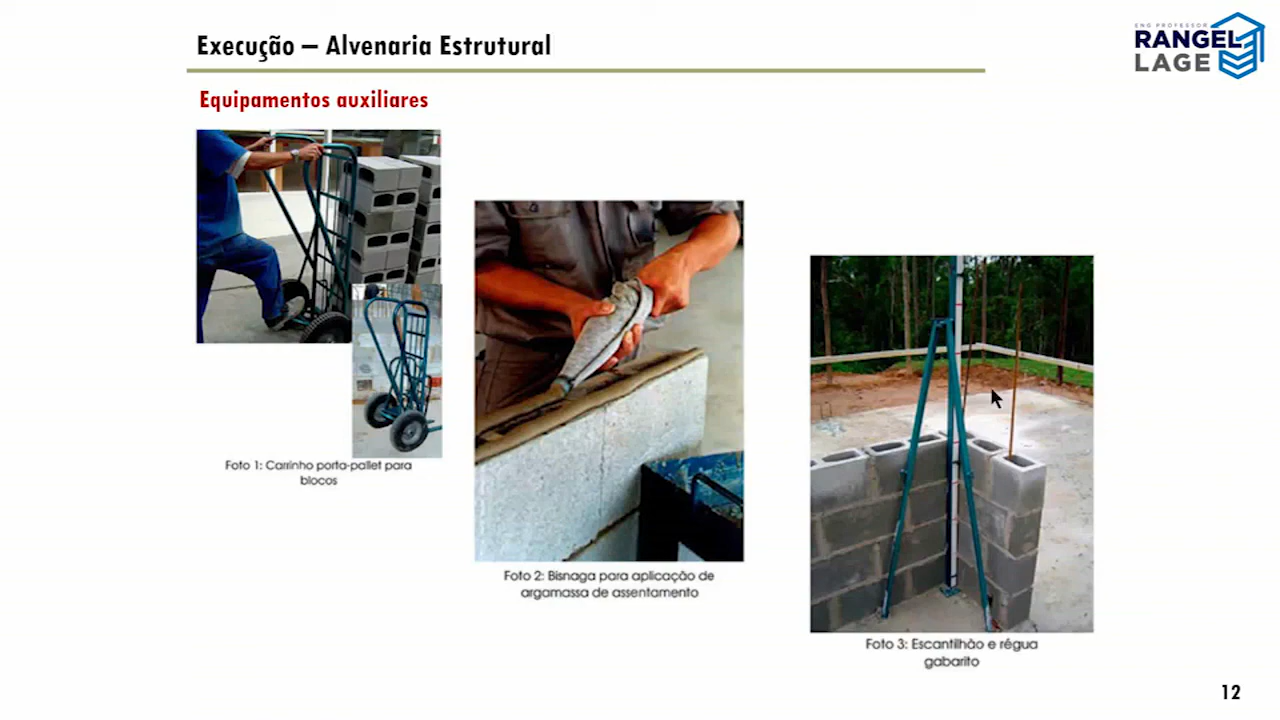 Execução – Alvenaria Estrutural
ENG PROFESSOR
RANGEL
LAGE
Equipamentos auxiliares
Foto 1: Carrinho porta-pallet para
blocos
Foto 2: Bisnaga para aplicação de
argamassa de assentamento
Foto 3: Escantilhão e régua
gabarito
12